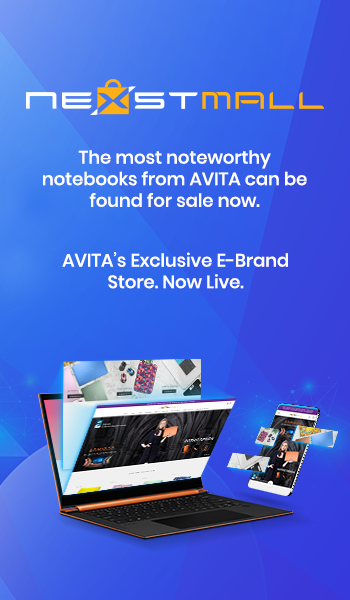 NEXSTMALL
The most noteworthy
notebooks from AVITA can be
found for sale now.
AVITA's Exclusive E-Brand
Store. Now Live.